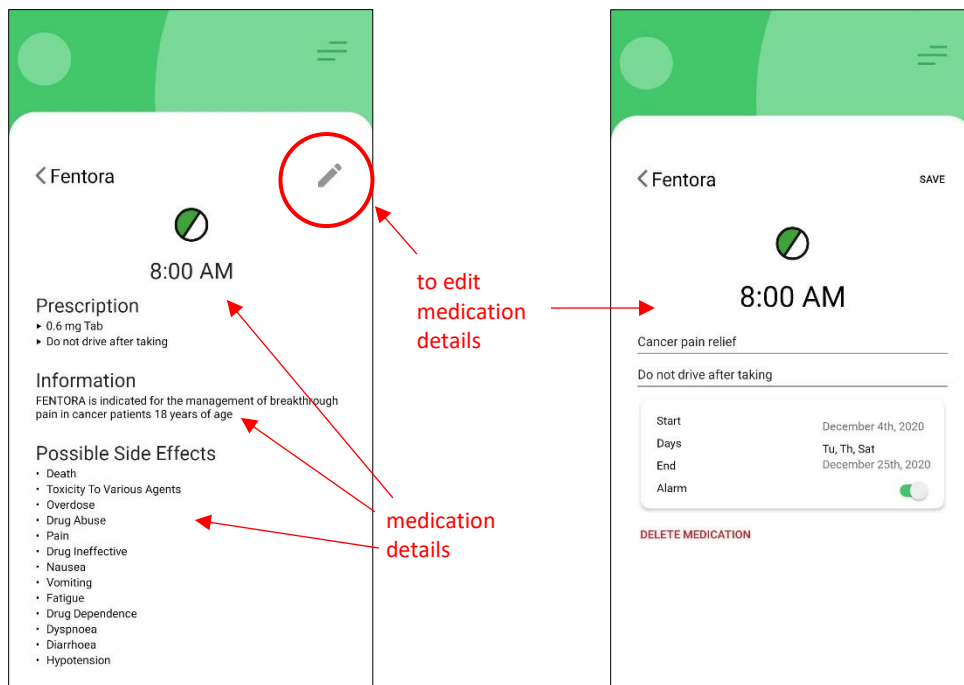 Fentora
8:00 AM
Prescription
‣ 0.6 mg Tab
‣ Do not drive after taking
Information
FENTORA is indicated for the management of breakthrough
pain in cancer patients 18 years of age
Possible Side Effects
• Death
• Toxicity To Various Agents
• Overdose
• Drug Abuse
• Pain
• Drug Ineffective
• Nausea
• Vomiting
• Fatigue
• Drug Dependence
• Dyspnoea
• Diarrhoea
• Hypotension
to edit
medication
details
medication
details
Fentora SAVE
8:00 AM
Cancer pain relief
Do not drive after taking
Start December 4th, 2020
Days Tu, Th, Sat
End December 25th, 2020
Alarm
DELETE MEDICATION